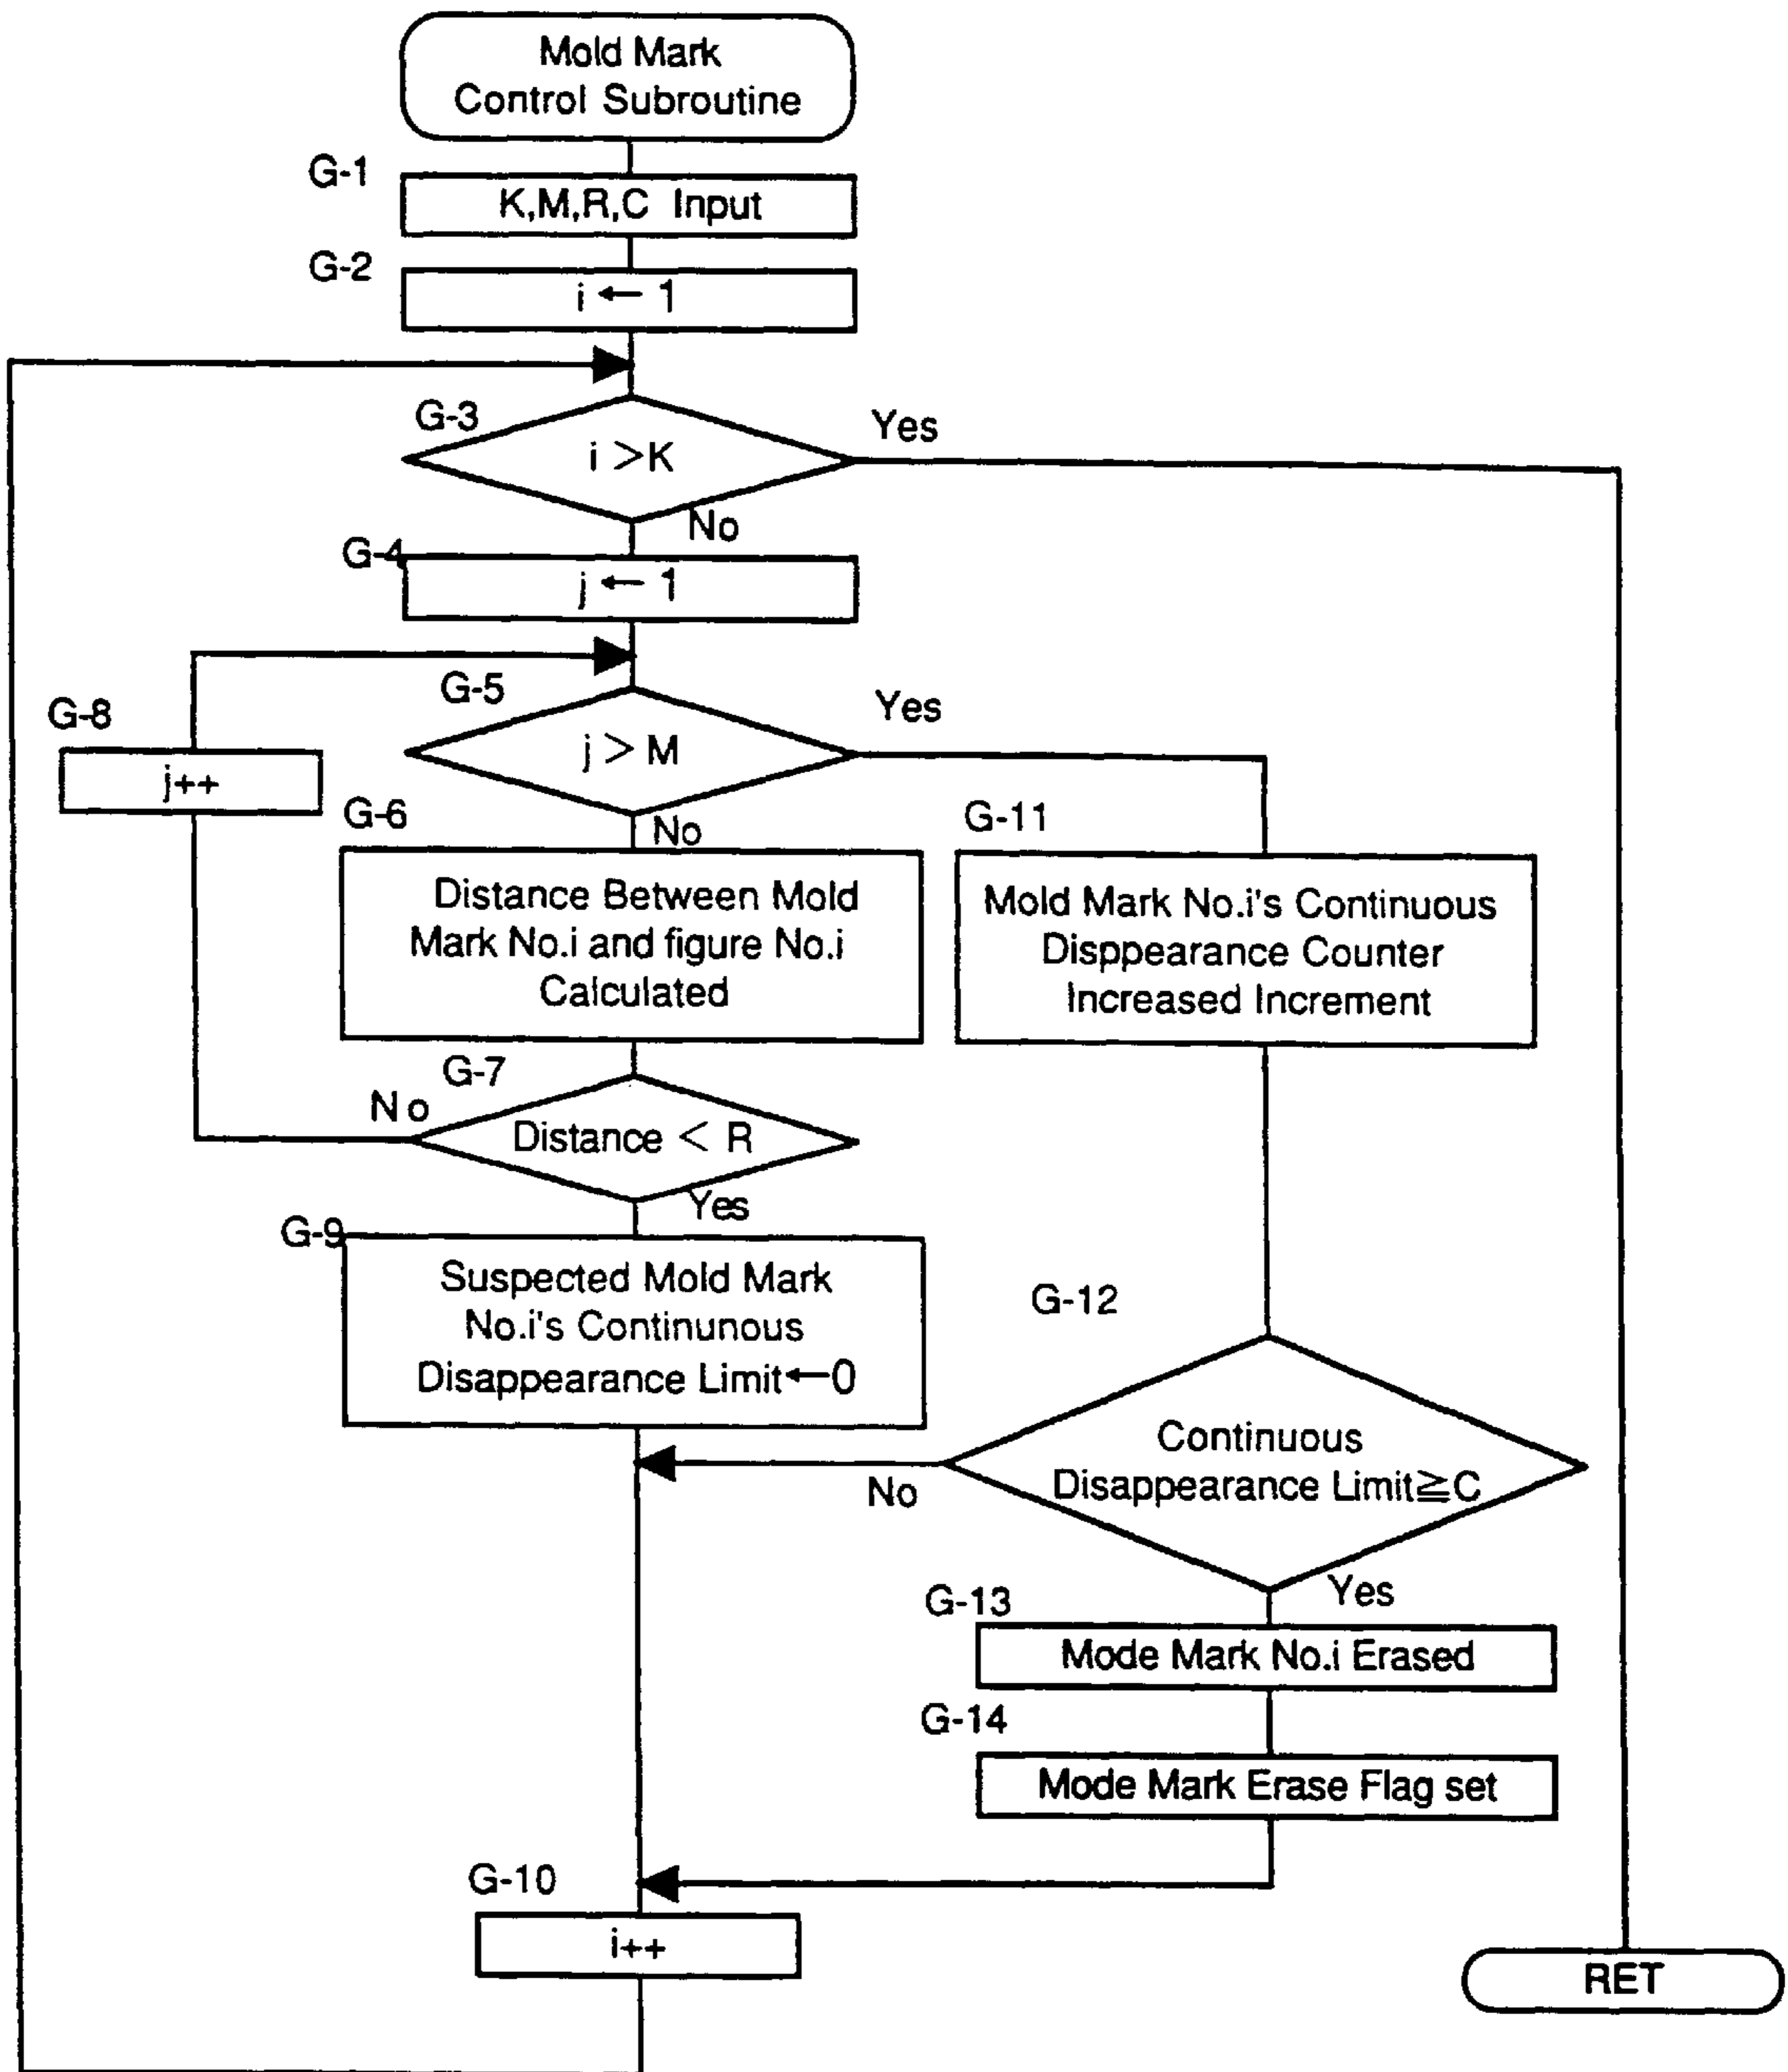 Mold Mark
Control Subroutine
G-1
K,M,R,C Input
G-2
i ← 1
G-3
i >K
Yes
No
G-4
j ← 1
G-5
j > M
Yes
G-8
j++
No
G-6
Distance Between Mold
Mark No.i and figure No.i
Calculated
G-11
Mold Mark No.i's Continuous
Disppearance Counter
Increased Increment
G-7
No
Distance < R
Yes
G-9
Suspected Mold Mark
No.i's Continunous
Disappearance Limit←0
G-12
Continuous
Disappearance Limit≧C
No
Yes
G-13
Mode Mark No.i Erased
G-14
Mode Mark Erase Flag set
G-10
i++
RET